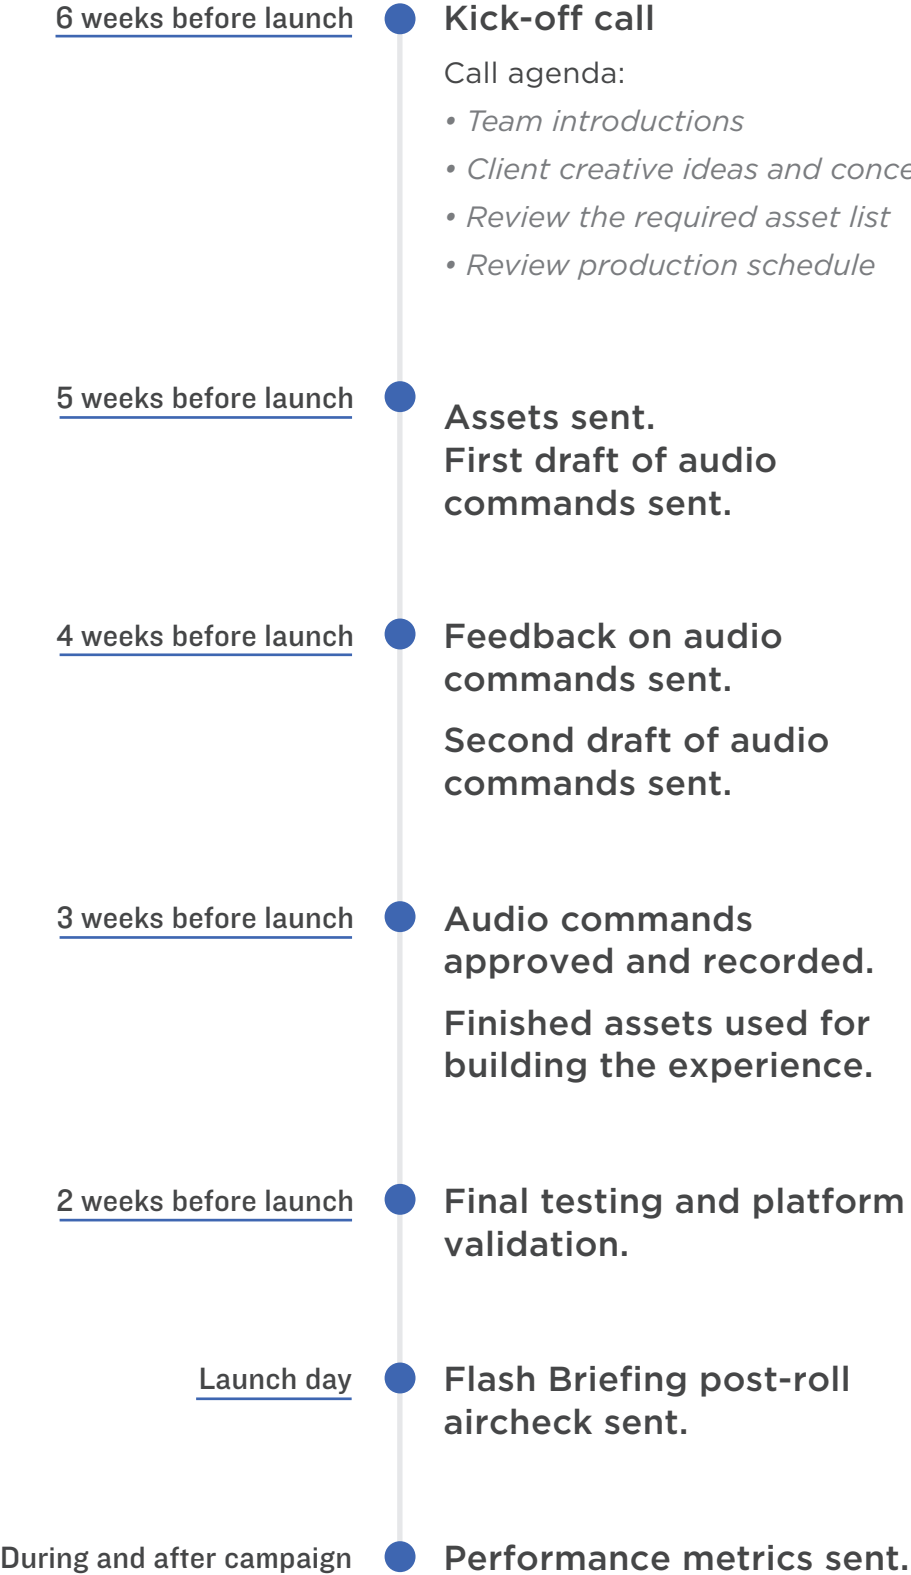 6 weeks before launch
Kick-off call
Call agenda:
• Team introductions
• Client creative ideas and
• Review the required asset list
• Review production schedule
5 weeks before launch
Assets sent.
First draft of audio
commands sent.
4 weeks before launch
Feedback on audio
commands sent.
Second draft of audio
commands sent.
3 weeks before launch
Audio commands
approved and recorded.
Finished assets used for
building the experience.
2 weeks before launch
Final testing and platform
validation.
Launch day
Flash Briefing post-roll
aircheck sent.
During and after campaign
Performance metrics sent.